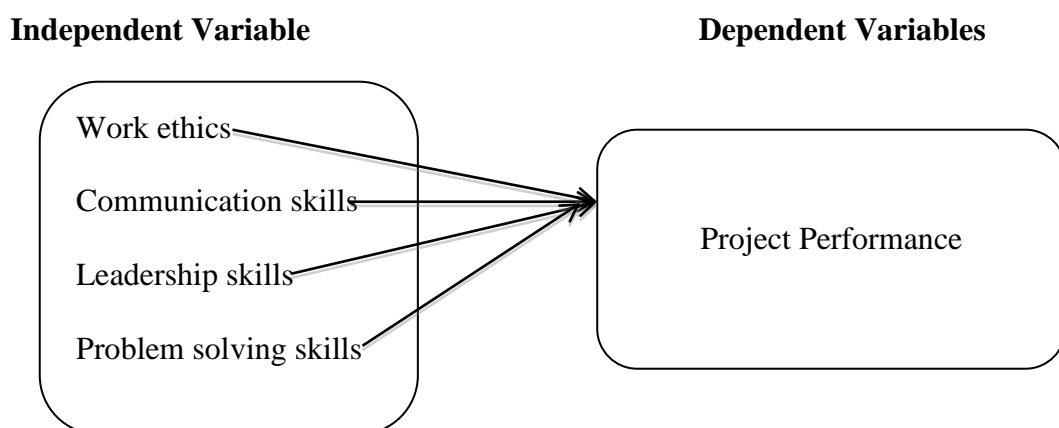 Independent Variable
Dependent Variables
Work ethics
Communication skills
Leadership skills
Problem solving skills
Project Performance